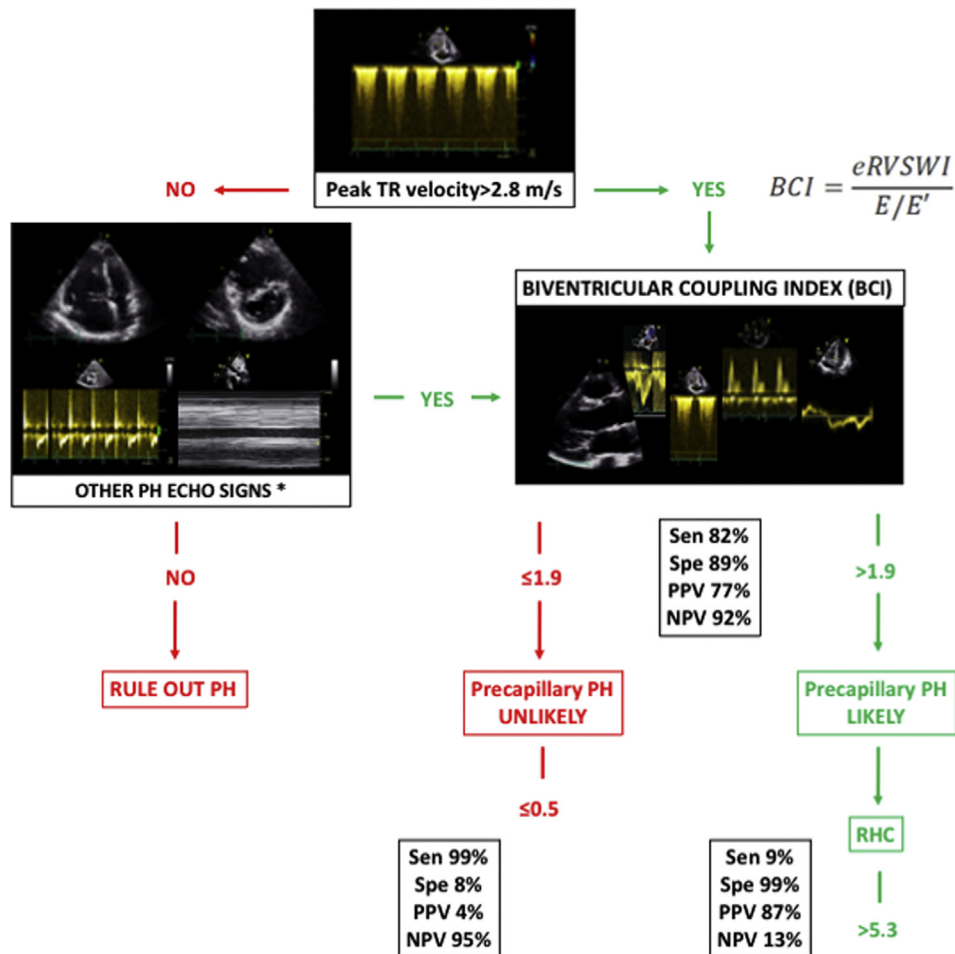 Peak TR velocity>2.8 m/s
NO
YES
BCI = eRVSWI / E/E'
BIVENTRICULAR COUPLING INDEX (BCI)
YES
OTHER PH ECHO SIGNS *
NO
≤1.9
Sen 82%
Spe 89%
PPV 77%
NPV 92%
>1.9
RULE OUT PH
Precapillary PH
UNLIKELY
Precapillary PH
LIKELY
≤0.5
RHC
Sen 99%
Spe 8%
PPV 4%
NPV 95%
Sen 9%
Spe 99%
PPV 87%
NPV 13%
>5.3